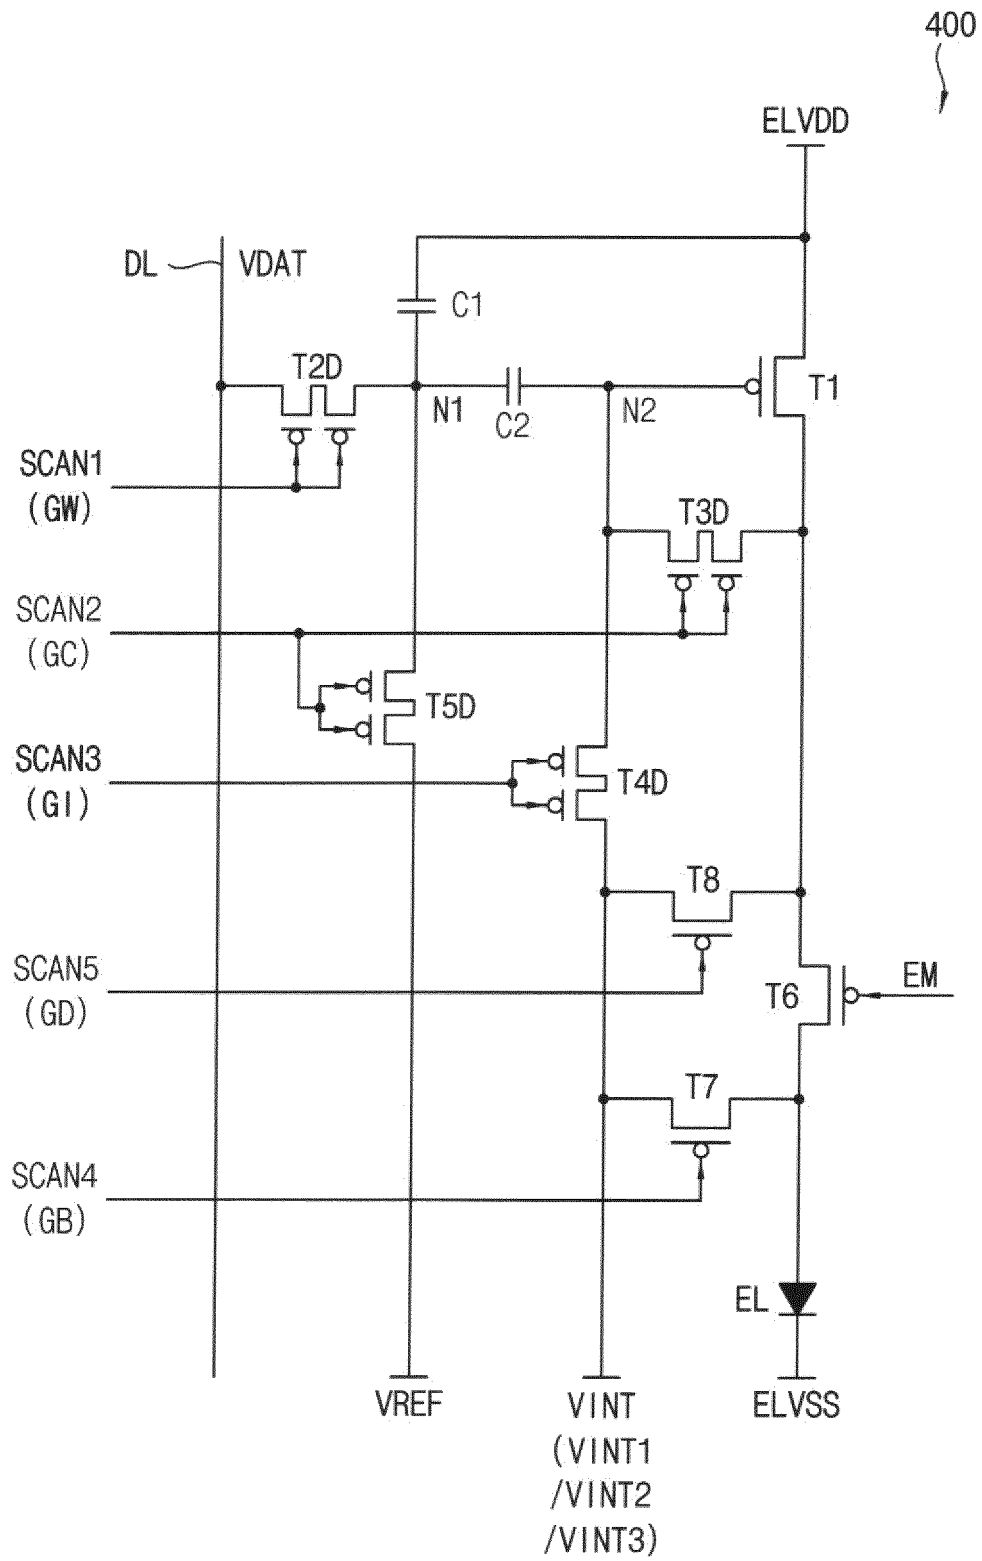 400
ELVDD
DL
VDAT
C1
T2D
T1
N1
C2
N2
SCAN1
(GW)
T3D
SCAN2
(GC)
T5D
SCAN3
(GI)
T4D
T8
SCAN5
(GD)
EM
T6
T7
SCAN4
(GB)
EL
VREF
VINT
(VINT1
/VINT2
/VINT3)
ELVSS